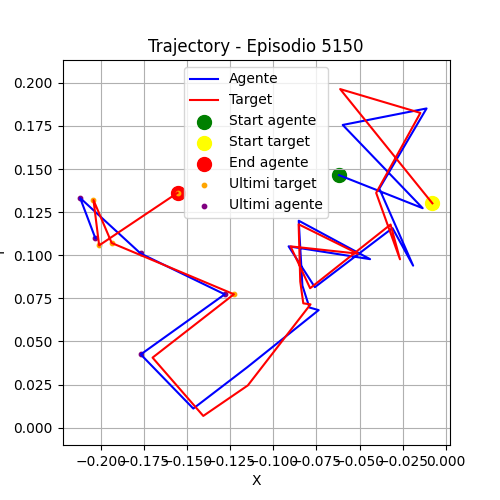 Trajectory - Episodio 5150
Agente
Target
Start agente
Start target
End agente
Ultimi target
Ultimi agente
0.200
0.175
0.150
0.125
0.100
0.075
0.050
0.025
0.000
−0.200 −0.175 −0.150 −0.125 −0.100 −0.075 −0.050 −0.025 0.000
X